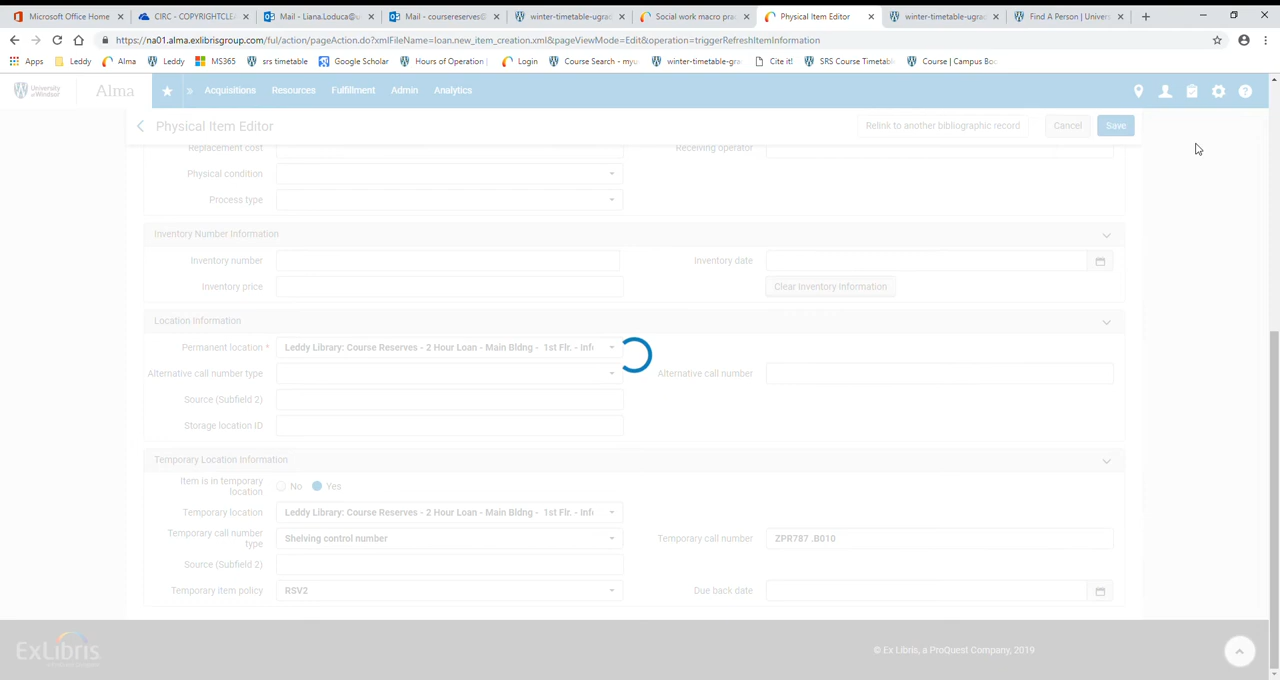 Microsoft Office Home
CIRC - COPYRIGHTCLE
Mail - Liana.Loduca@u
Mail - coursereserves@
winter-timetable-ugrad
Social work macro prac
Physical Item Editor
winter-timetable-ugrad
Find A Person | Univers
https://na01.alma.exlibrisgroup.com/ful/action/pageAction.do?xmlFileName=loan.new_item_creation.xml&pageViewMode=Edit&operation=triggerRefreshItemInformation
Apps Leddy Alma Leddy MS365 srs timetable Google Scholar Hours of Operation | Login Course Search - myu winter-timetable-gra Cite it! SRS Course Timetabl Course | Campus Boo
University of Windsor
Alma
Acquisitions Resources Fulfillment Admin Analytics
Physical Item Editor
Relink to another bibliographic record Cancel Save
Replacement cost Receiving operator
Physical condition
Process type
Inventory Number Information
Inventory number Inventory date
Inventory price Clear Inventory Information
Location Information
Permanent location * Leddy Library: Course Reserves - 2 Hour Loan - Main Bldng - 1st Flr. - Inf
Alternative call number type Alternative call number
Source (Subfield 2)
Storage location ID
Temporary Location Information
Item is in temporary location No Yes
Temporary location Leddy Library: Course Reserves - 2 Hour Loan - Main Bldng - 1st Flr. - Inf
Temporary call number type Shelving control number Temporary call number ZPR787 .B010
Source (Subfield 2)
Temporary item policy RSV2 Due back date
ExLibris
© Ex Libris, a ProQuest Company, 2019